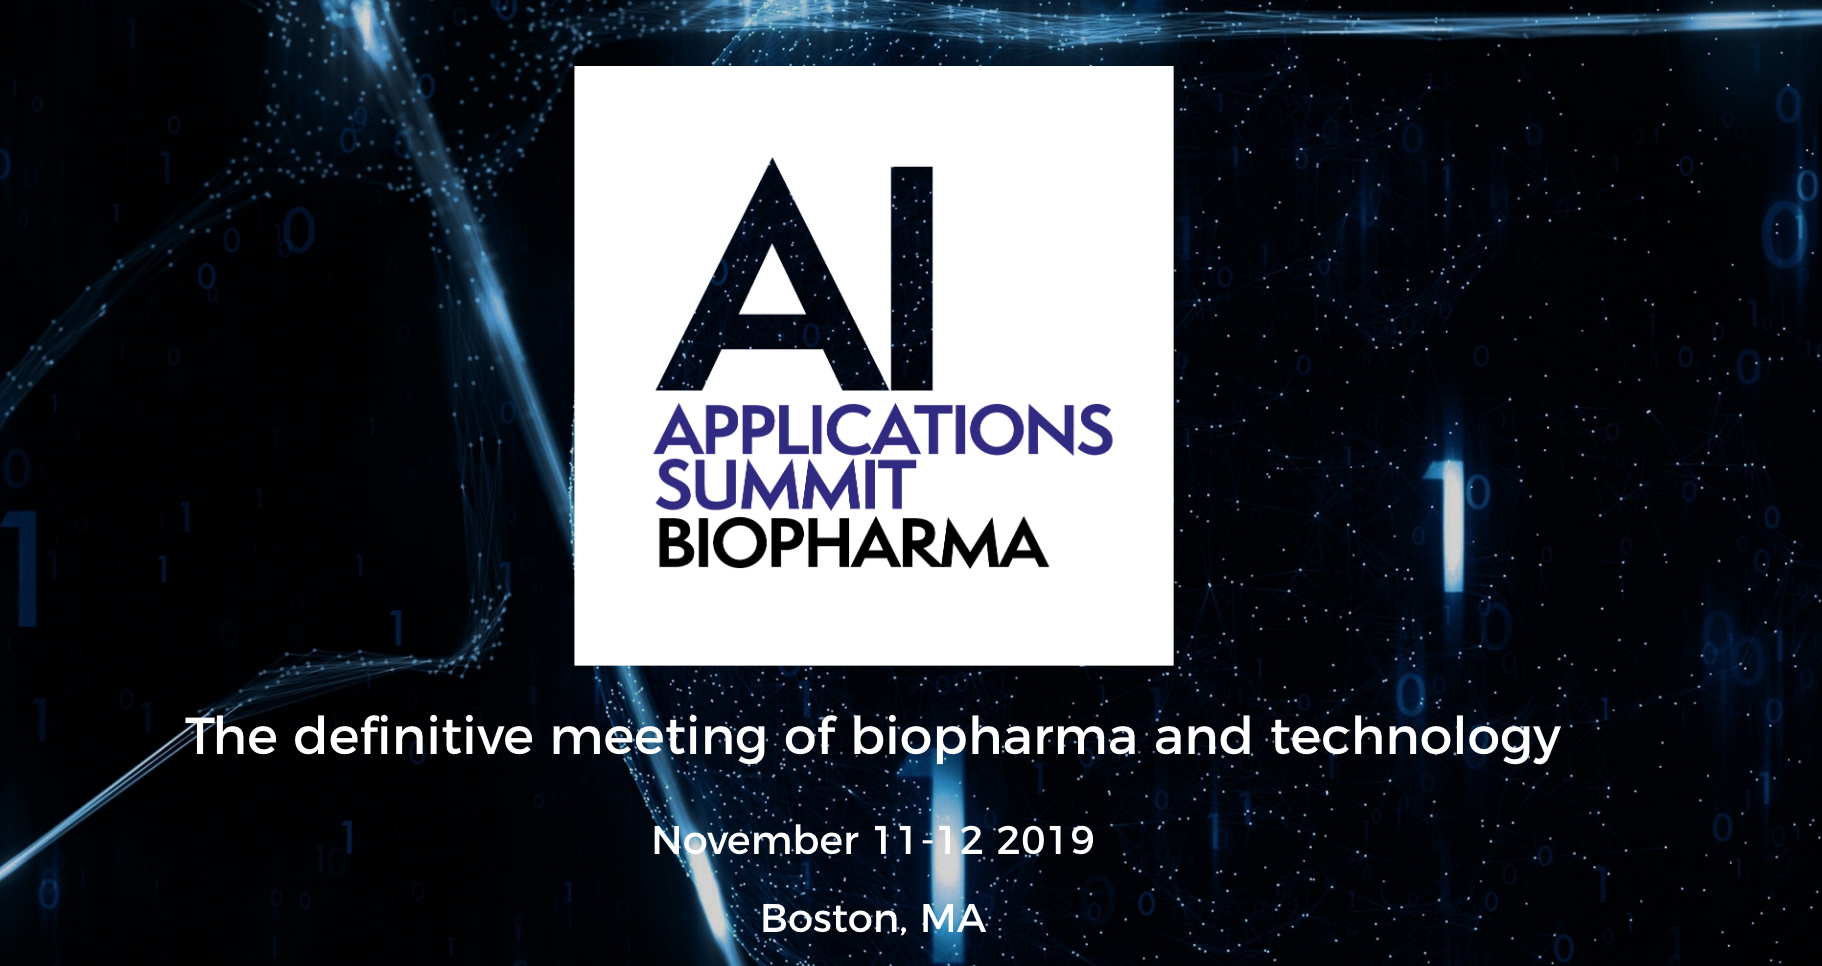 AI
APPLICATIONS
SUMMIT
BIOPHARMA
The definitive meeting of biopharma and technology
November 11-12 2019
Boston, MA